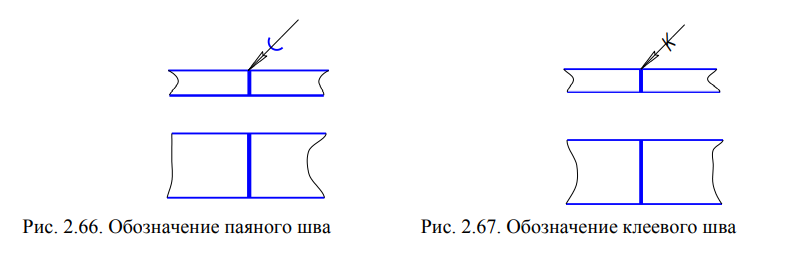 К
Рис. 2.66. Обозначение паяного шва
Рис. 2.67. Обозначение клеевого шва